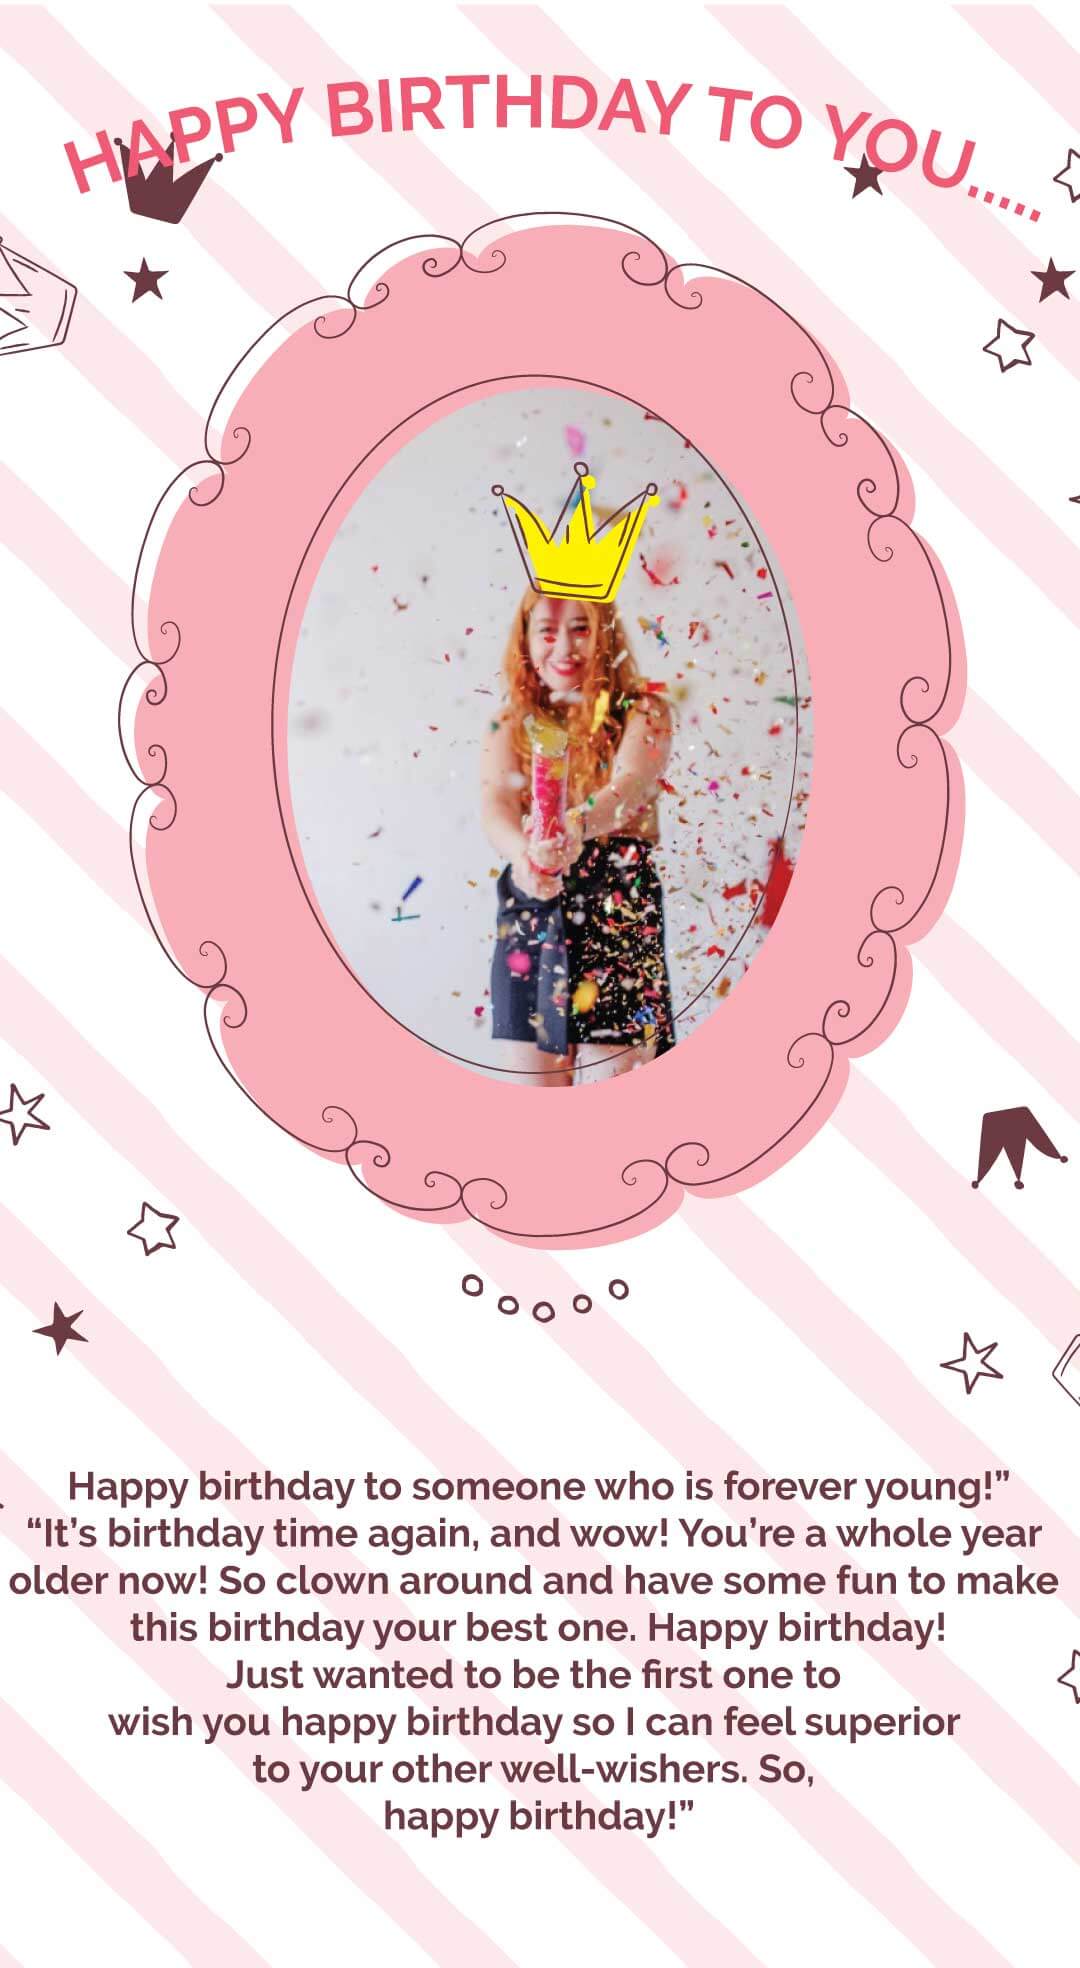 HAPPY BIRTHDAY TO YOU.....
Happy birthday to someone who is forever young!”
“It’s birthday time again, and wow! You’re a whole year
older now! So clown around and have some fun to make
this birthday your best one. Happy birthday!
Just wanted to be the first one to
wish you happy birthday so I can feel superior
to your other well-wishers. So,
happy birthday!”